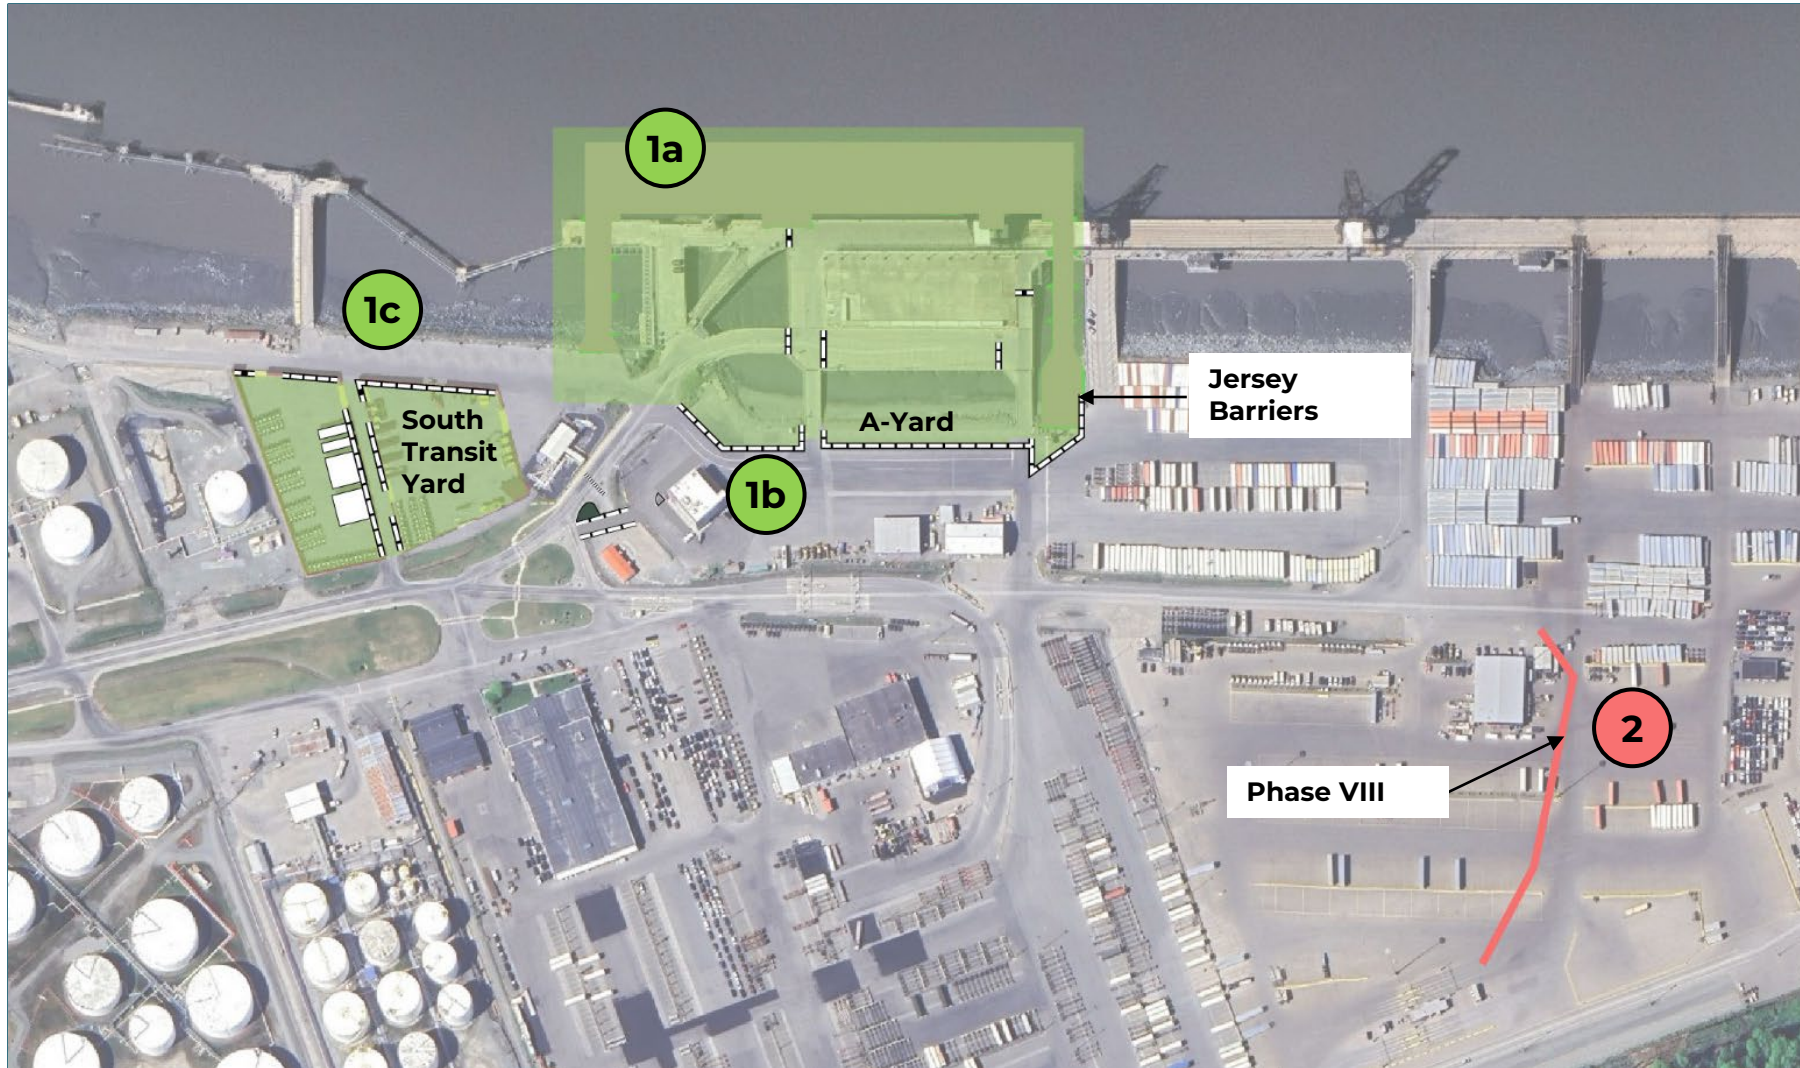 1a
1c
Jersey
Barriers
South
Transit
Yard
A-Yard
1b
2
Phase VIII